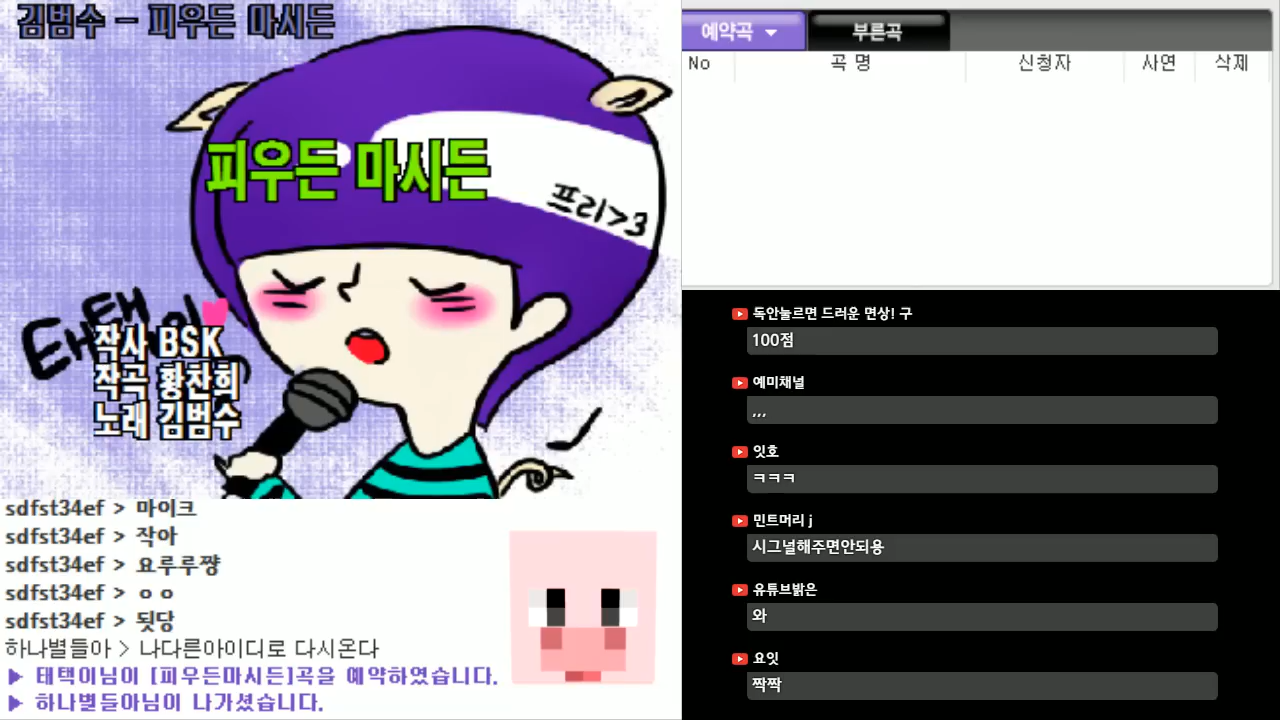 김범수 - 피우든 마시든
피우든 마시든
프리>3
작사 BSK
작곡 황찬희
노래 김범수
sdfst34ef > 마이크
sdfst34ef > 작아
sdfst34ef > 요루루쨩
sdfst34ef > ㅇㅇ
sdfst34ef > 됫당
하나별들아 > 나다른아이디로 다시온다
▶ 태택이님이 [피우든마시든]곡을 예약하였습니다.
▶ 하나별들아님이 나가셨습니다.
예약곡 부른곡
No 곡 명 신청자 사연 삭제
독안눌르면 드러운 면상! 구
100점
예미채널
,,,
잇호
ㅋㅋㅋ
민트머리 j
시그널해주면안되용
유튜브밝은
와
요잇
짝짝